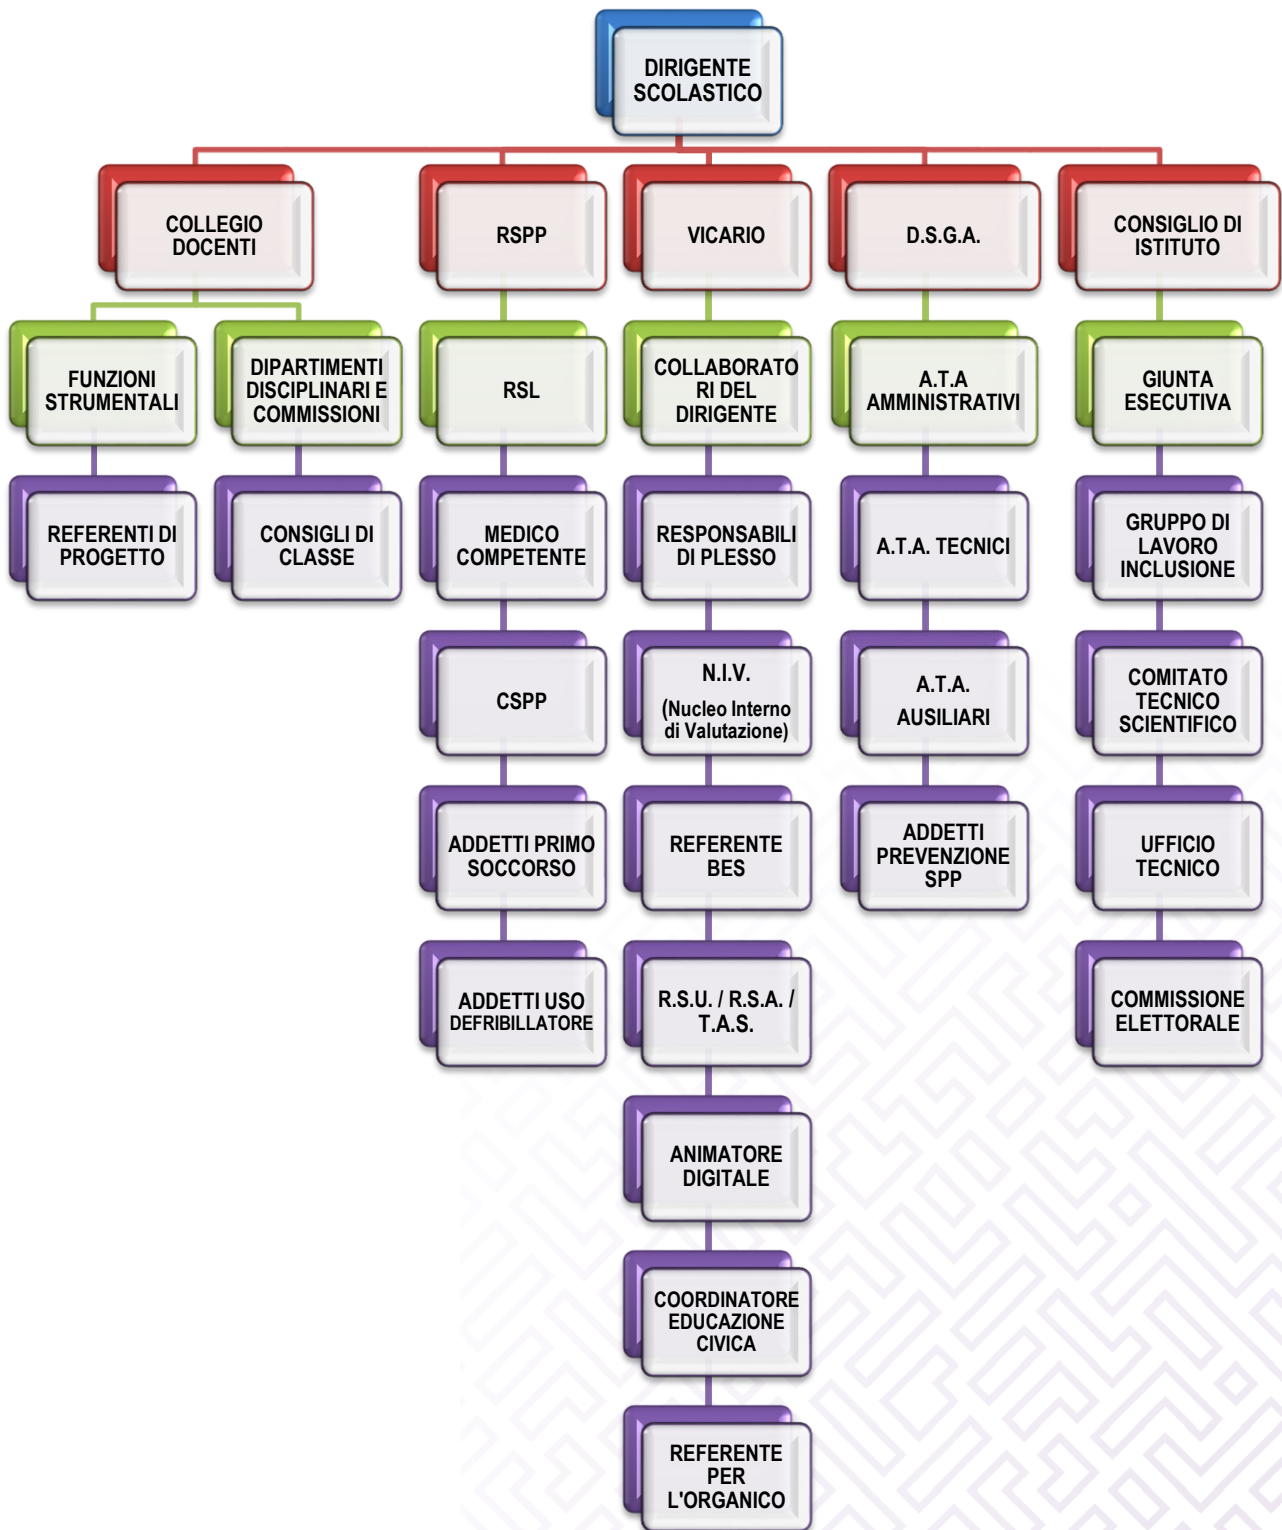 DIRIGENTE
SCOLASTICO
COLLEGIO
DOCENTI
RSPP
VICARIO
D.S.G.A.
CONSIGLIO DI
ISTITUTO
FUNZIONI
STRUMENTALI
DIPARTIMENTI
DISCIPLINARI E
COMMISSIONI
RSL
COLLABORATO
RI DEL
DIRIGENTE
A.T.A
AMMINISTRATIVI
GIUNTA
ESECUTIVA
REFERENTI DI
PROGETTO
CONSIGLI DI
CLASSE
MEDICO
COMPETENTE
RESPONSABILI
DI PLESSO
A.T.A. TECNICI
GRUPPO DI
LAVORO
INCLUSIONE
CSPP
N.I.V.
(Nucleo Interno
di Valutazione)
A.T.A.
AUSILIARI
COMITATO
TECNICO
SCIENTIFICO
ADDETTI PRIMO
SOCCORSO
REFERENTE
BES
ADDETTI
PREVENZIONE
SPP
UFFICIO
TECNICO
ADDETTI USO
DEFRIBILLATORE
R.S.U. / R.S.A. /
T.A.S.
COMMISSIONE
ELETTORALE
ANIMATORE
DIGITALE
COORDINATORE
EDUCAZIONE
CIVICA
REFERENTE
PER
L'ORGANICO